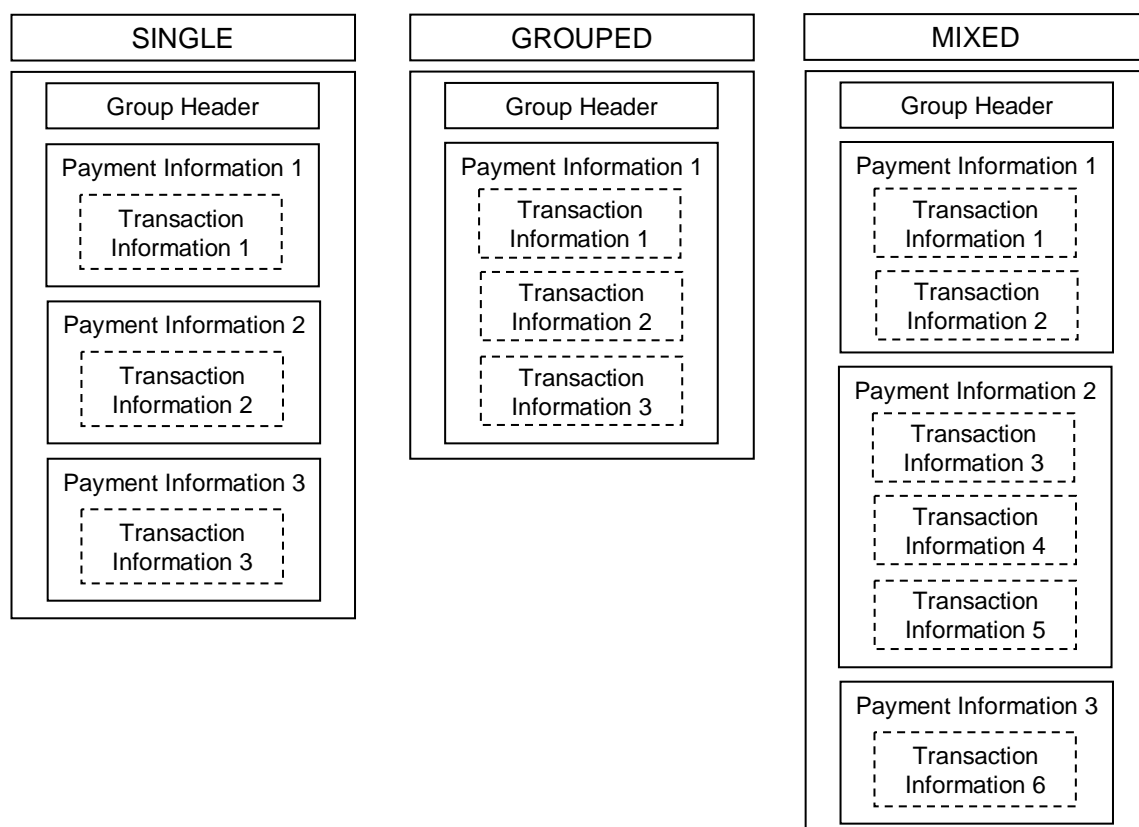 SINGLE
Group Header
Payment Information 1
Transaction
Information 1
Payment Information 2
Transaction
Information 2
Payment Information 3
Transaction
Information 3
GROUPED
Group Header
Payment Information 1
Transaction
Information 1
Transaction
Information 2
Transaction
Information 3
MIXED
Group Header
Payment Information 1
Transaction
Information 1
Transaction
Information 2
Payment Information 2
Transaction
Information 3
Transaction
Information 4
Transaction
Information 5
Payment Information 3
Transaction
Information 6